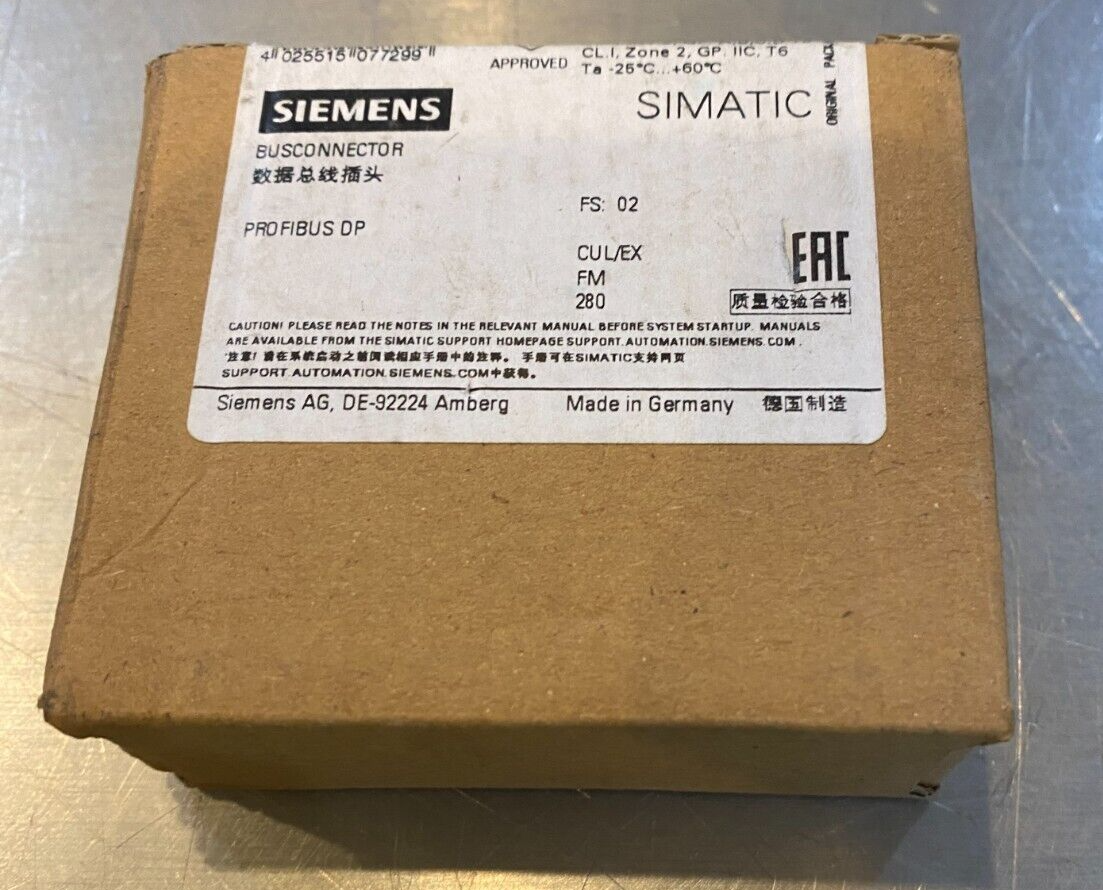 4 025515 077299
APPROVED
CL.I, Zone 2, GP. IIC, T6
Ta -25°C...+60°C
SIEMENS
SIMATIC
ORIGINAL PACK
BUSCONNECTOR
数据总线插头
FS: 02
PROFIBUS DP
CUL/EX
FM
280
EAC
质量检验合格
CAUTION! PLEASE READ THE NOTES IN THE RELEVANT MANUAL BEFORE SYSTEM STARTUP. MANUALS
ARE AVAILABLE FROM THE SIMATIC SUPPORT HOMEPAGE SUPPORT.AUTOMATION.SIEMENS.COM.
注意! 请在系统启动之前阅读相应手册中的注释。 手册可在SIMATIC支持网页
SUPPORT.AUTOMATION.SIEMENS.COM中获得。
Siemens AG, DE-92224 Amberg
Made in Germany 德国制造